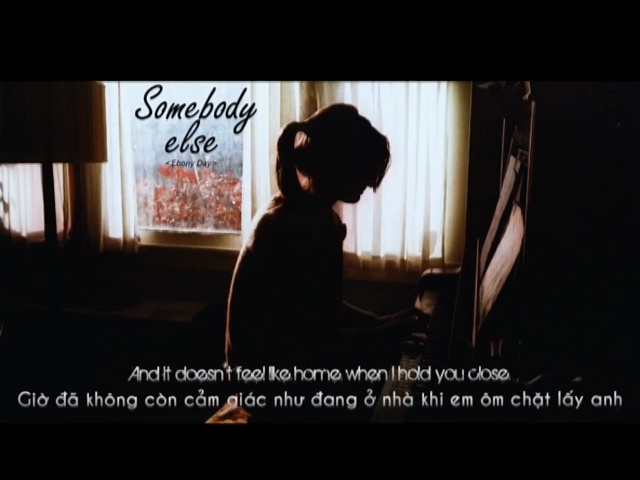 Somebody
else
<Ebony Day>
And it doesn't feel like home when I hold you close
Giờ đã không còn cảm giác như đang ở nhà khi em ôm chặt lấy anh